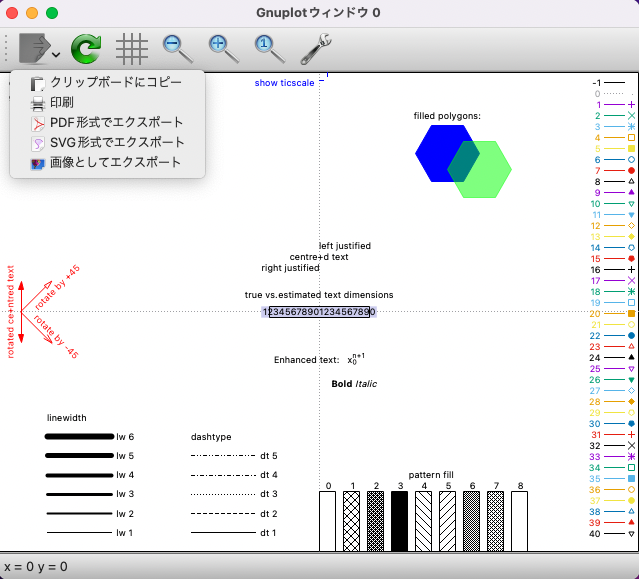 Gnuplotウィンドウ 0
クリップボードにコピー
印刷
PDF 形式でエクスポート
SVG 形式でエクスポート
画像としてエクスポート
show ticscale
filled polygons:
left justified
centre+d text
right justified
true vs.estimated text dimensions
12345678901234567890
rotated ce+ntred text
rotate by +45
rotate by -45
Enhanced text: x₀ⁿ⁺¹
Bold Italic
linewidth
lw 6
lw 5
lw 4
lw 3
lw 2
lw 1
dashtype
dt 5
dt 4
dt 3
dt 2
dt 1
pattern fill
0 1 2 3 4 5 6 7 8
-1
0
1
2
3
4
5
6
7
8
9
10
11
12
13
14
15
16
17
18
19
20
21
22
23
24
25
26
27
28
29
30
31
32
33
34
35
36
37
38
39
40
x = 0 y = 0